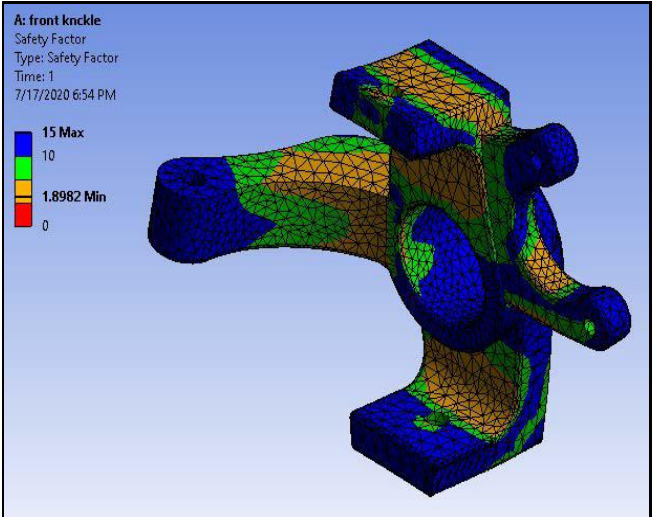 A: front knckle
Safety Factor
Type: Safety Factor
Time: 1
7/17/2020 6:54 PM
15 Max
10
1.8982 Min
0